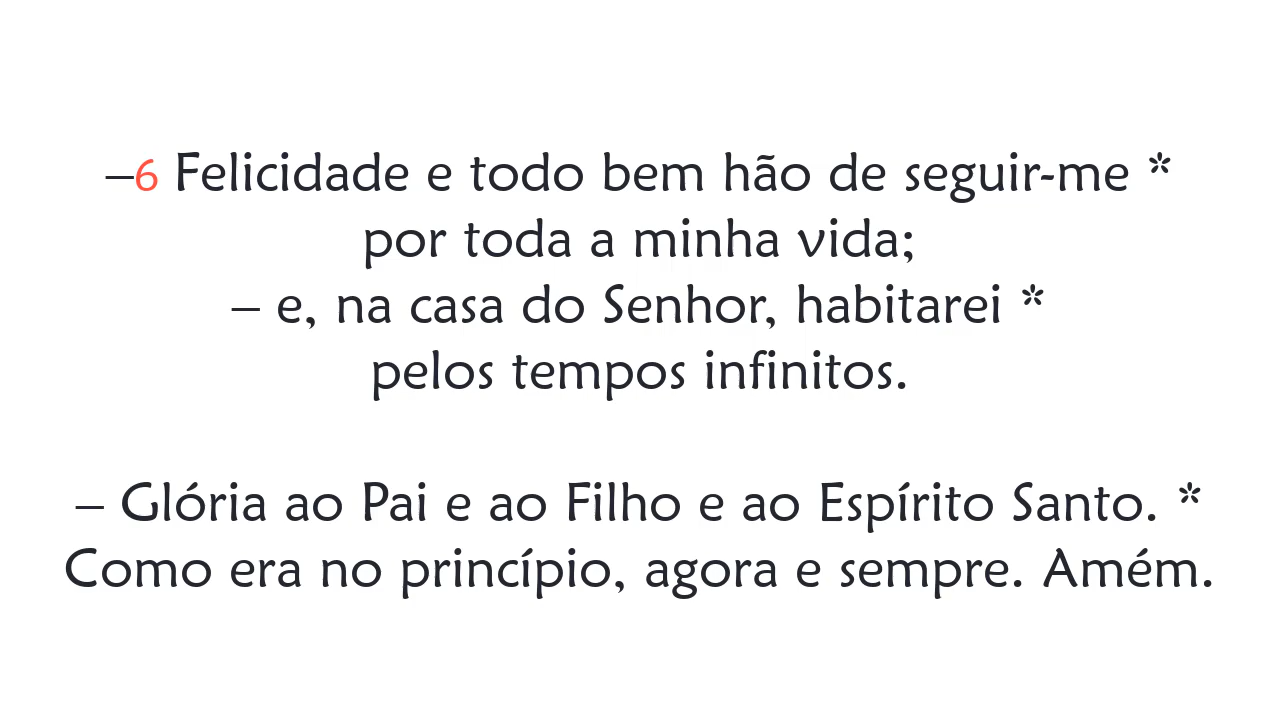 –6 Felicidade e todo bem hão de seguir-me *
por toda a minha vida;
– e, na casa do Senhor, habitarei *
pelos tempos infinitos.
– Glória ao Pai e ao Filho e ao Espírito Santo. *
Como era no princípio, agora e sempre. Amém.